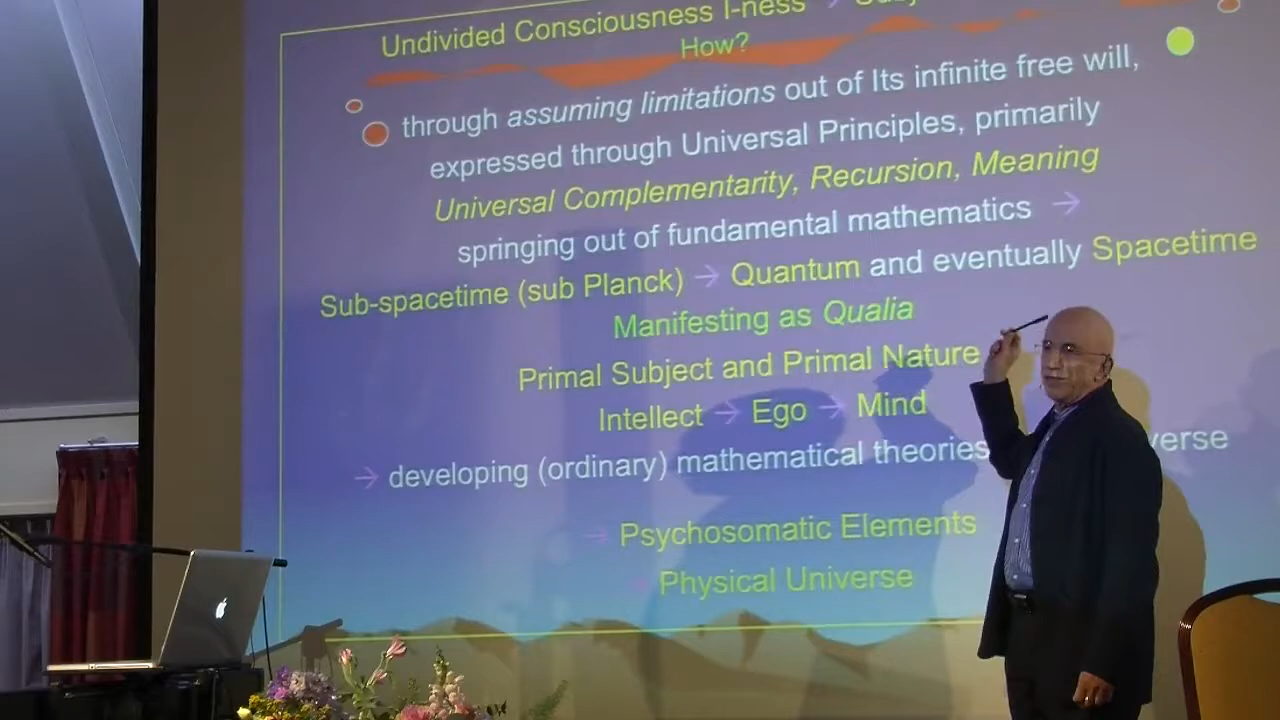 Undivided Consciousness I-ness →
How?
through assuming limitations out of Its infinite free will,
expressed through Universal Principles, primarily
Universal Complementarity, Recursion, Meaning
springing out of fundamental mathematics →
Sub-spacetime (sub Planck) → Quantum and eventually Spacetime
Manifesting as Qualia
Primal Subject and Primal Nature
Intellect → Ego → Mind
→ developing (ordinary) mathematical theories verse
→ Psychosomatic Elements
Physical Universe